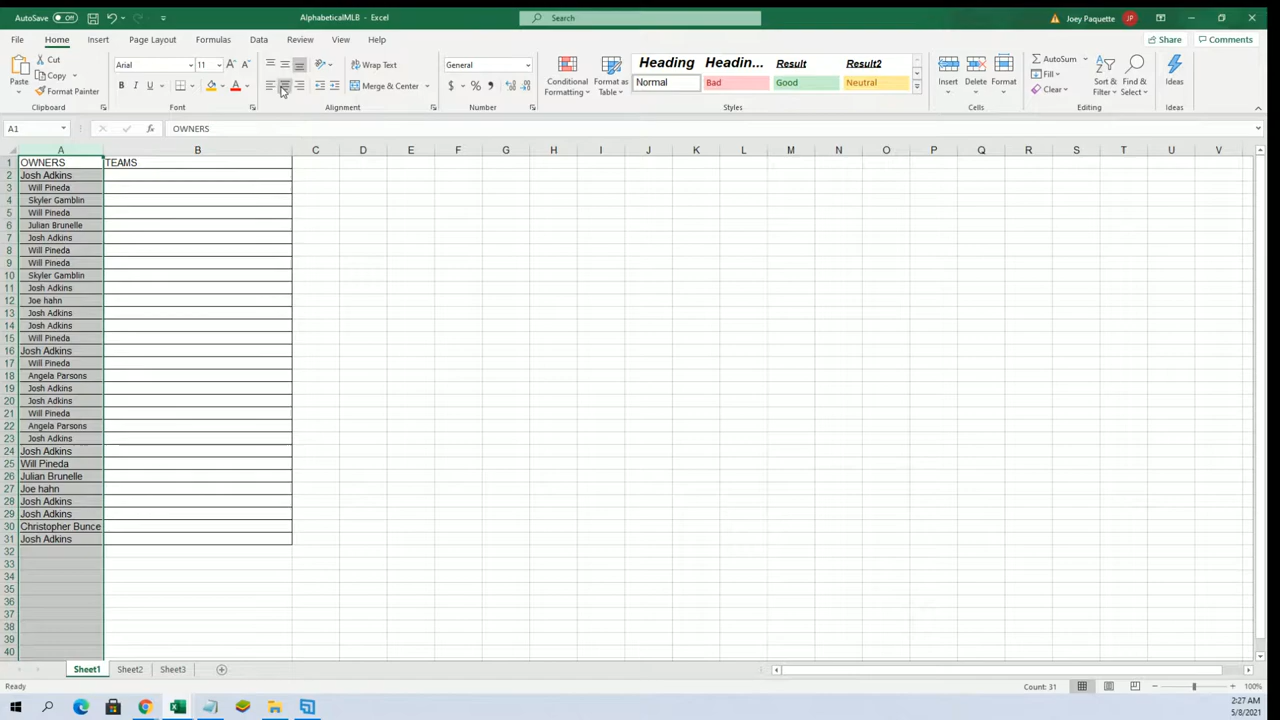 AutoSave Off
AlphabeticalMLB - Excel
Search
Joey Paquette JP
File Home Insert Page Layout Formulas Data Review View Help
Share Comments
Paste
Cut
Copy
Format Painter
Clipboard
Arial 11
B I U
Font
Wrap Text
Merge & Center
Alignment
General
$ % ,
Number
Conditional Formatting
Format as Table
Heading Headin... Result Result2
Normal Bad Good Neutral
Styles
Insert Delete Format
Cells
AutoSum
Fill
Clear
Sort & Filter
Find & Select
Editing
Ideas
Ideas
A1 fx OWNERS
A B C D E F G H I J K L M N O P Q R S T U V
1 OWNERS TEAMS
2 Josh Adkins
3 Will Pineda
4 Skyler Gamblin
5 Will Pineda
6 Julian Brunelle
7 Josh Adkins
8 Will Pineda
9 Will Pineda
10 Skyler Gamblin
11 Josh Adkins
12 Joe hahn
13 Josh Adkins
14 Josh Adkins
15 Will Pineda
16 Josh Adkins
17 Will Pineda
18 Angela Parsons
19 Josh Adkins
20 Josh Adkins
21 Will Pineda
22 Angela Parsons
23 Josh Adkins
24 Josh Adkins
25 Will Pineda
26 Julian Brunelle
27 Joe hahn
28 Josh Adkins
29 Josh Adkins
30 Christopher Bunce
31 Josh Adkins
32
33
34
35
36
37
38
39
40
Sheet1 Sheet2 Sheet3
Ready
Count: 31
100%
2:27 AM
5/8/2021